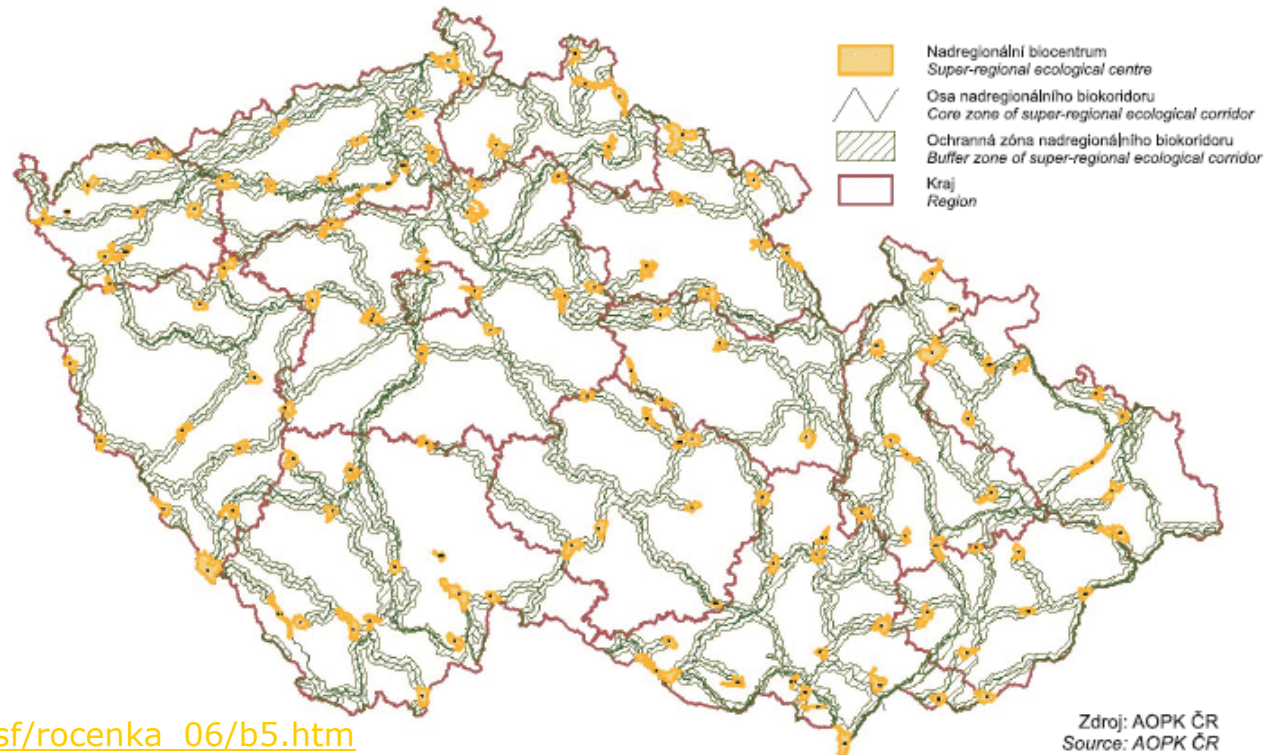 Nadregionální biocentrum
Super-regional ecological centre
Osa nadregionálního biokoridoru
Core zone of super-regional ecological corridor
Ochranná zóna nadregionálního biokoridoru
Buffer zone of super-regional ecological corridor
Kraj
Region
Zdroj: AOPK ČR
Source: AOPK ČR
sf/rocenka_06/b5.htm